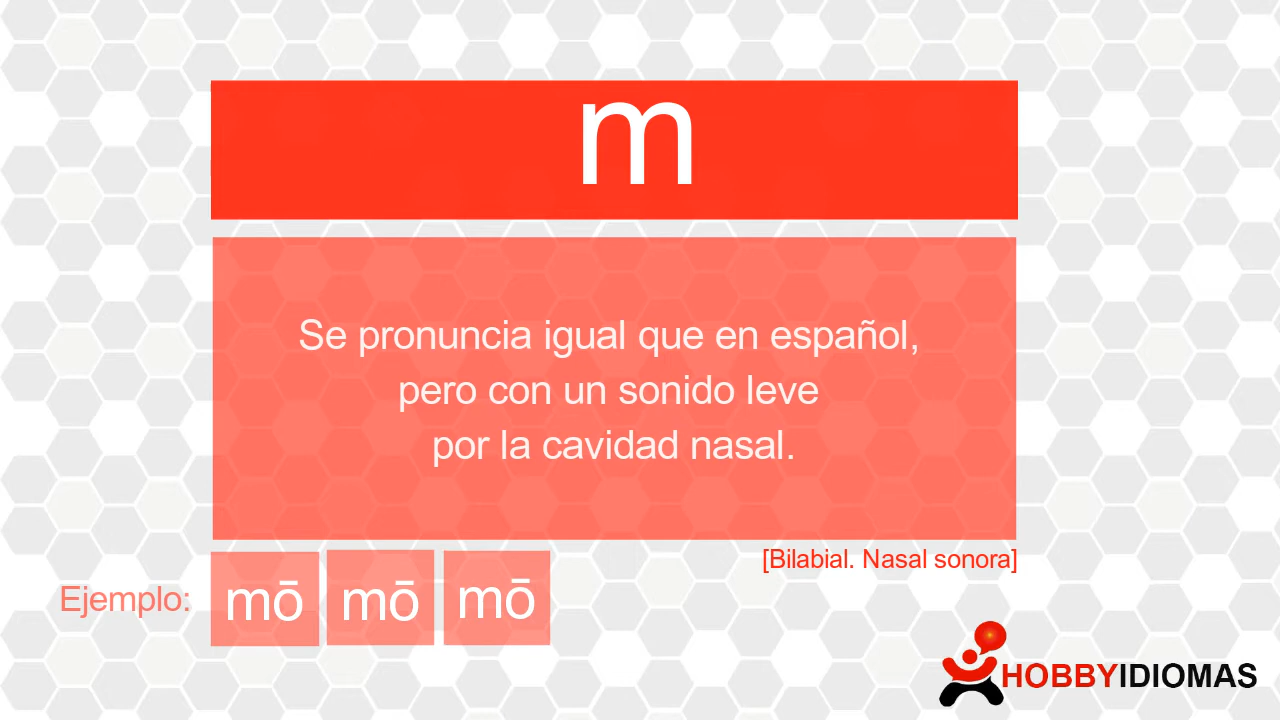 m
Se pronuncia igual que en español,
pero con un sonido leve
por la cavidad nasal.
[Bilabial. Nasal sonora]
Ejemplo: mō mō mō
HOBBYIDIOMAS